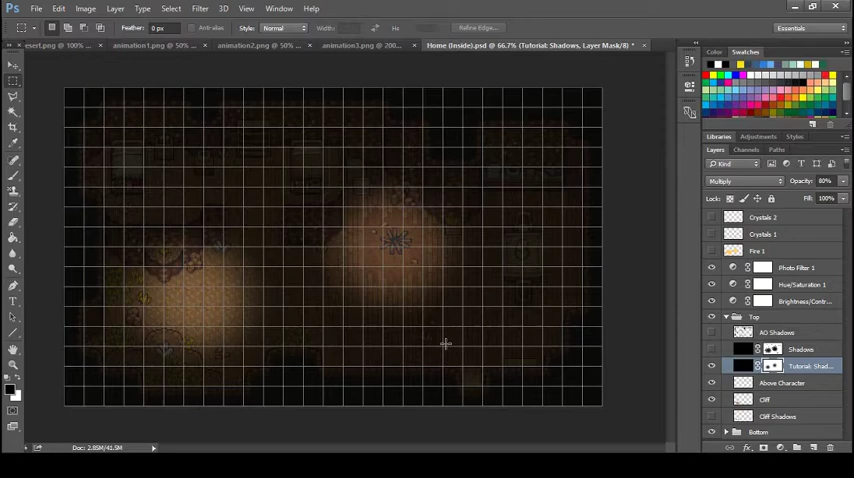 Ps File Edit Image Layer Type Select Filter 3D View Window Help
Feather: 0 px Anti-alias Style: Normal Width: Refine Edge... Essentials
esert.png @ 100% ... × animation1.png @ 50% ... × animation2.png @ 50% ... × animation3.png @ 200... × Home (Inside).psd @ 66.7% (Tutorial: Shadows, Layer Mask/8) * ×
Color Swatches
Libraries Adjustments Styles
Layers Channels Paths
Kind
Multiply Opacity: 80%
Lock: Fill: 100%
Crystals 2
Crystals 1
Fire 1
Photo Filter 1
Hue/Saturation 1
Brightness/Contr...
Top
AO Shadows
Shadows
Tutorial: Shad...
Above Character
Cliff
Cliff Shadows
Bottom
66.67% Doc: 2.85M/41.5M
fx